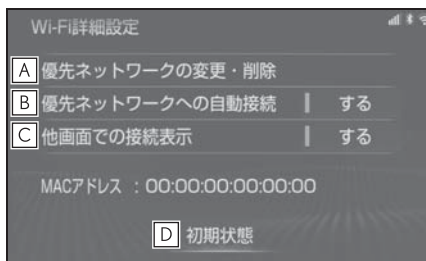 Wi-Fi詳細設定
A 優先ネットワークの変更・削除
B 優先ネットワークへの自動接続 する
C 他画面での接続表示 する
MACアドレス : 00:00:00:00:00:00
D 初期状態